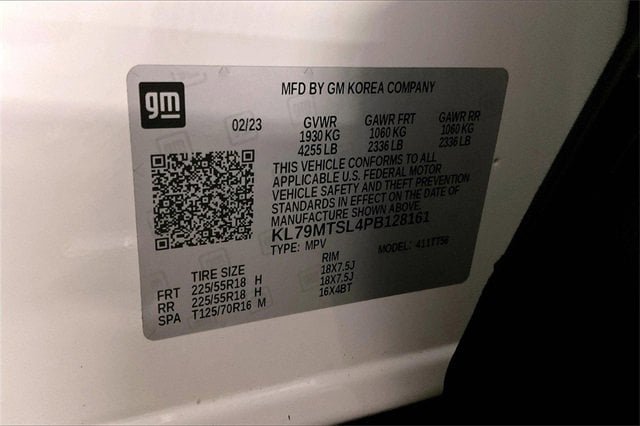 gm
MFD BY GM KOREA COMPANY
02/23 GVWR GAWR FRT GAWR RR
1930 KG 1060 KG 1060 KG
4255 LB 2336 LB 2336 LB
THIS VEHICLE CONFORMS TO ALL
APPLICABLE U.S. FEDERAL MOTOR
VEHICLE SAFETY AND THEFT PREVENTION
STANDARDS IN EFFECT ON THE DATE OF
MANUFACTURE SHOWN ABOVE.
KL79MTSL4PB128161
TYPE: MPV MODEL: 411TT56
TIRE SIZE RIM
FRT 225/55R18 H 18X7.5J
RR 225/55R18 H 18X7.5J
SPA T125/70R16 M 16X4BT